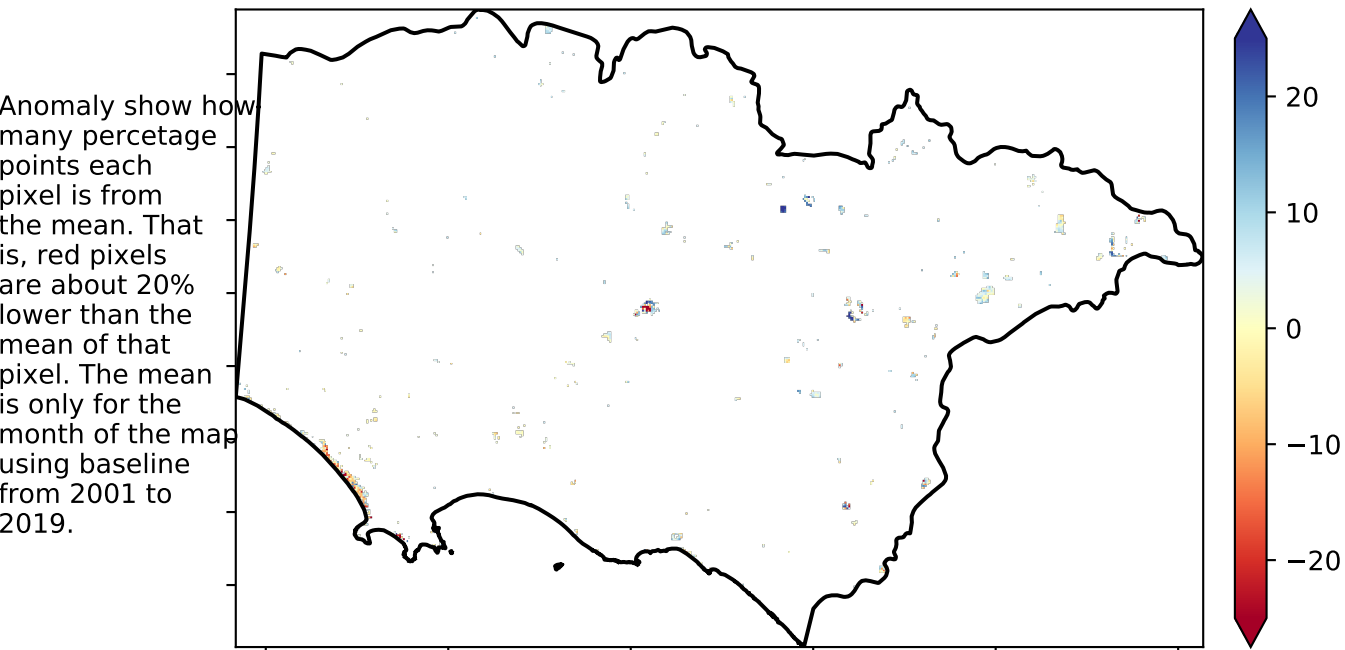 Anomaly show how
many percetage
points each
pixel is from
the mean. That
is, red pixels
are about 20%
lower than the
mean of that
pixel. The mean
is only for the
month of the map
using baseline
from 2001 to
2019.
20
10
0
−10
−20